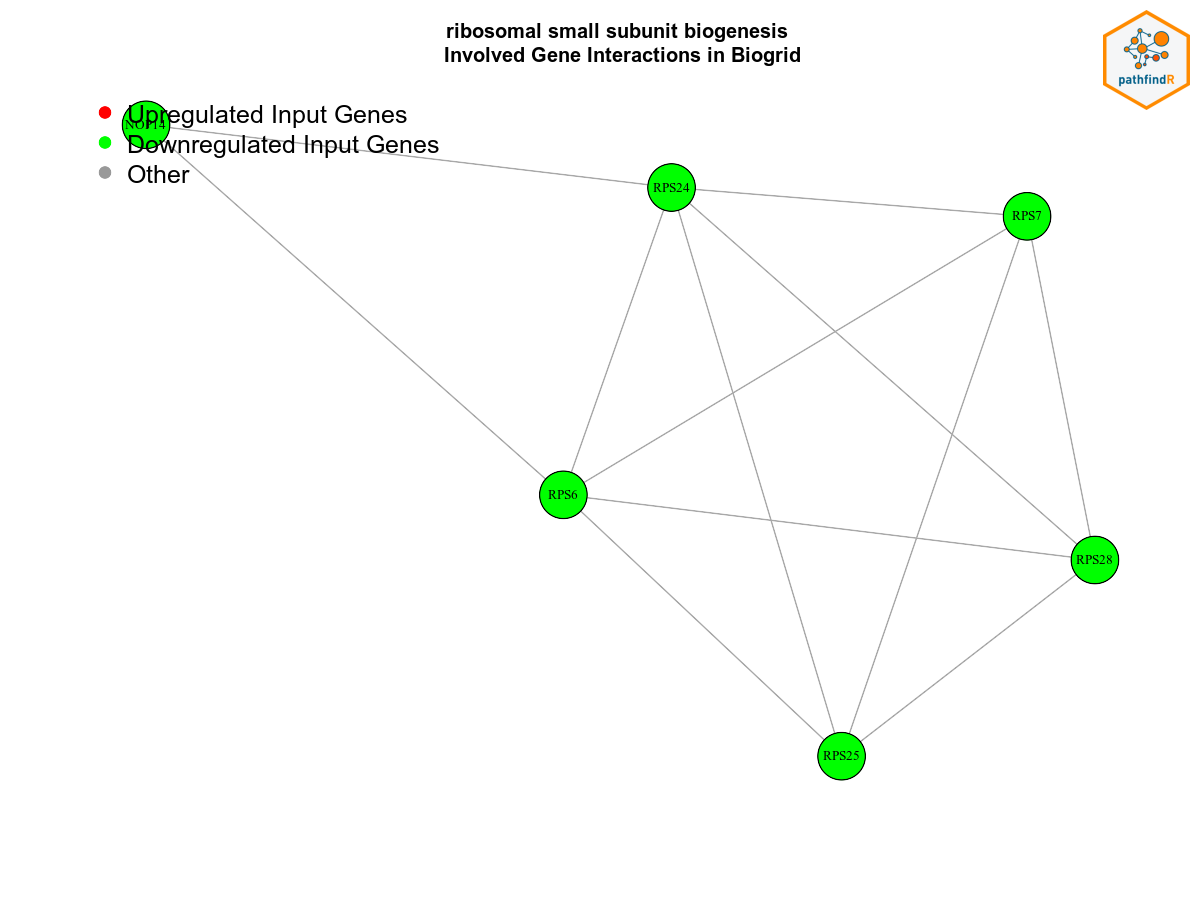 ribosomal small subunit biogenesis
Involved Gene Interactions in Biogrid
pathfindR
Upregulated Input Genes
NOP14
Downregulated Input Genes
Other
RPS24
RPS7
RPS6
RPS28
RPS25